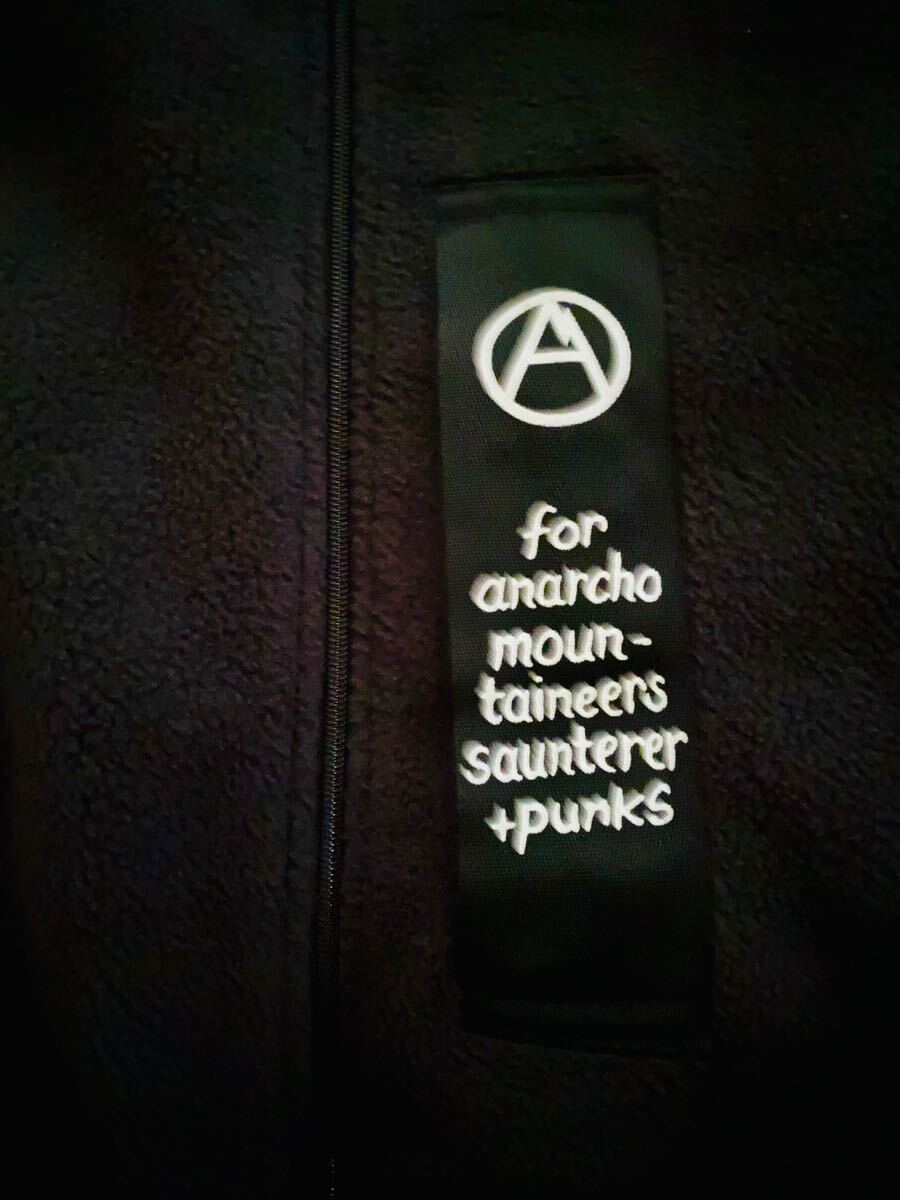 for
anarcho
moun-
taineers
saunterer
+punks